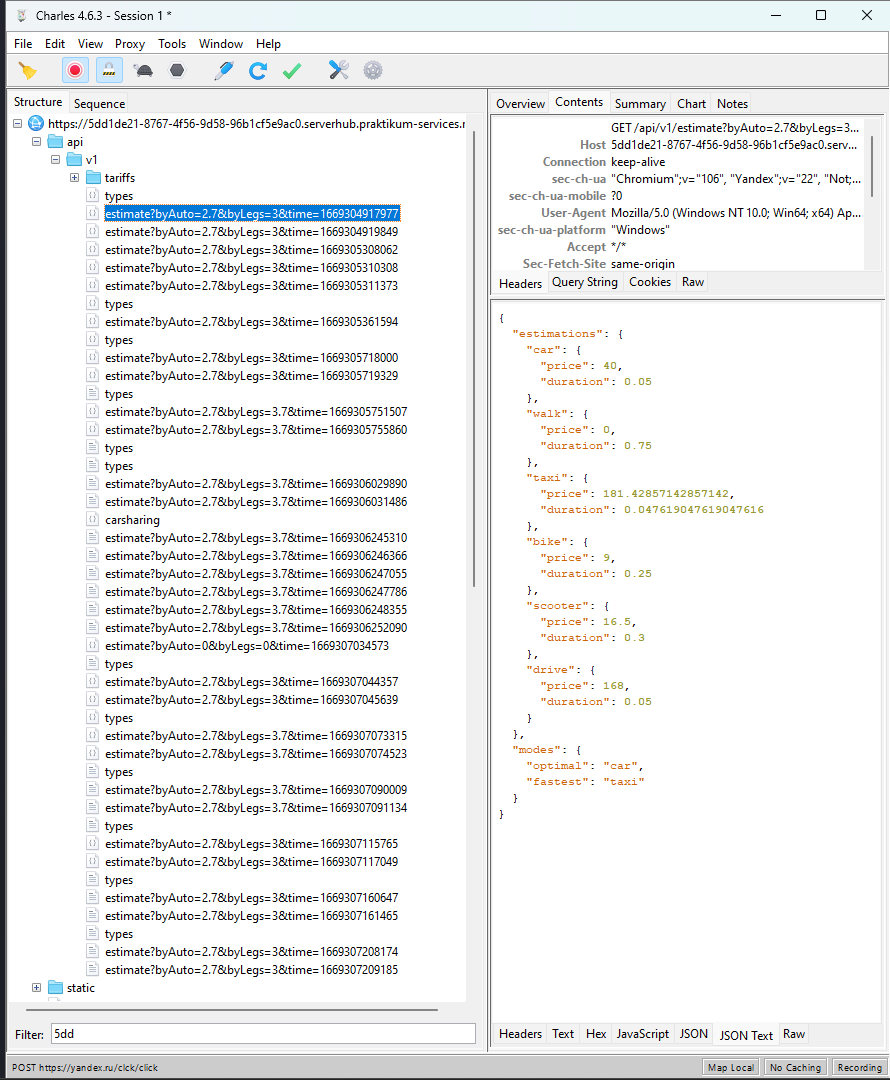 Charles 4.6.3 - Session 1 *
File Edit View Proxy Tools Window Help
Structure Sequence
https://5dd1de21-8767-4f56-9d58-96b1cf5e9ac0.serverhub.praktikum-services.r
api
v1
tariffs
types
estimate?byAuto=2.7&byLegs=3&time=1669304917977
estimate?byAuto=2.7&byLegs=3&time=1669304919849
estimate?byAuto=2.7&byLegs=3&time=1669305308062
estimate?byAuto=2.7&byLegs=3&time=1669305310308
estimate?byAuto=2.7&byLegs=3&time=1669305311373
types
estimate?byAuto=2.7&byLegs=3&time=1669305361594
types
estimate?byAuto=2.7&byLegs=3&time=1669305718000
estimate?byAuto=2.7&byLegs=3&time=1669305719329
types
estimate?byAuto=2.7&byLegs=3.7&time=1669305751507
estimate?byAuto=2.7&byLegs=3.7&time=1669305755860
types
types
estimate?byAuto=2.7&byLegs=3.7&time=1669306029890
estimate?byAuto=2.7&byLegs=3.7&time=1669306031486
carsharing
estimate?byAuto=2.7&byLegs=3.7&time=1669306245310
estimate?byAuto=2.7&byLegs=3.7&time=1669306246366
estimate?byAuto=2.7&byLegs=3.7&time=1669306247055
estimate?byAuto=2.7&byLegs=3.7&time=1669306247786
estimate?byAuto=2.7&byLegs=3.7&time=1669306248355
estimate?byAuto=2.7&byLegs=3.7&time=1669306252090
estimate?byAuto=0&byLegs=0&time=1669307034573
types
estimate?byAuto=2.7&byLegs=3&time=1669307044357
estimate?byAuto=2.7&byLegs=3&time=1669307045639
types
estimate?byAuto=2.7&byLegs=3.7&time=1669307073315
estimate?byAuto=2.7&byLegs=3.7&time=1669307074523
types
estimate?byAuto=2.7&byLegs=3.7&time=1669307090009
estimate?byAuto=2.7&byLegs=3.7&time=1669307091134
types
estimate?byAuto=2.7&byLegs=3&time=1669307115765
estimate?byAuto=2.7&byLegs=3&time=1669307117049
types
estimate?byAuto=2.7&byLegs=3&time=1669307160647
estimate?byAuto=2.7&byLegs=3&time=1669307161465
types
estimate?byAuto=2.7&byLegs=3&time=1669307208174
estimate?byAuto=2.7&byLegs=3&time=1669307209185
static
Filter: 5dd
Overview Contents Summary Chart Notes
GET /api/v1/estimate?byAuto=2.7&byLegs=3...
Host 5dd1de21-8767-4f56-9d58-96b1cf5e9ac0.serv...
Connection keep-alive
sec-ch-ua "Chromium";v="106", "Yandex";v="22", "Not;...
sec-ch-ua-mobile ?0
User-Agent Mozilla/5.0 (Windows NT 10.0; Win64; x64) Ap...
sec-ch-ua-platform "Windows"
Accept */*
Sec-Fetch-Site same-origin
Headers Query String Cookies Raw
{
"estimations": {
"car": {
"price": 40,
"duration": 0.05
},
"walk": {
"price": 0,
"duration": 0.75
},
"taxi": {
"price": 181.42857142857142,
"duration": 0.047619047619047616
},
"bike": {
"price": 9,
"duration": 0.25
},
"scooter": {
"price": 16.5,
"duration": 0.3
},
"drive": {
"price": 168,
"duration": 0.05
}
},
"modes": {
"optimal": "car",
"fastest": "taxi"
}
}
Headers Text Hex JavaScript JSON JSON Text Raw
POST https://yandex.ru/clck/click
Map Local No Caching Recording